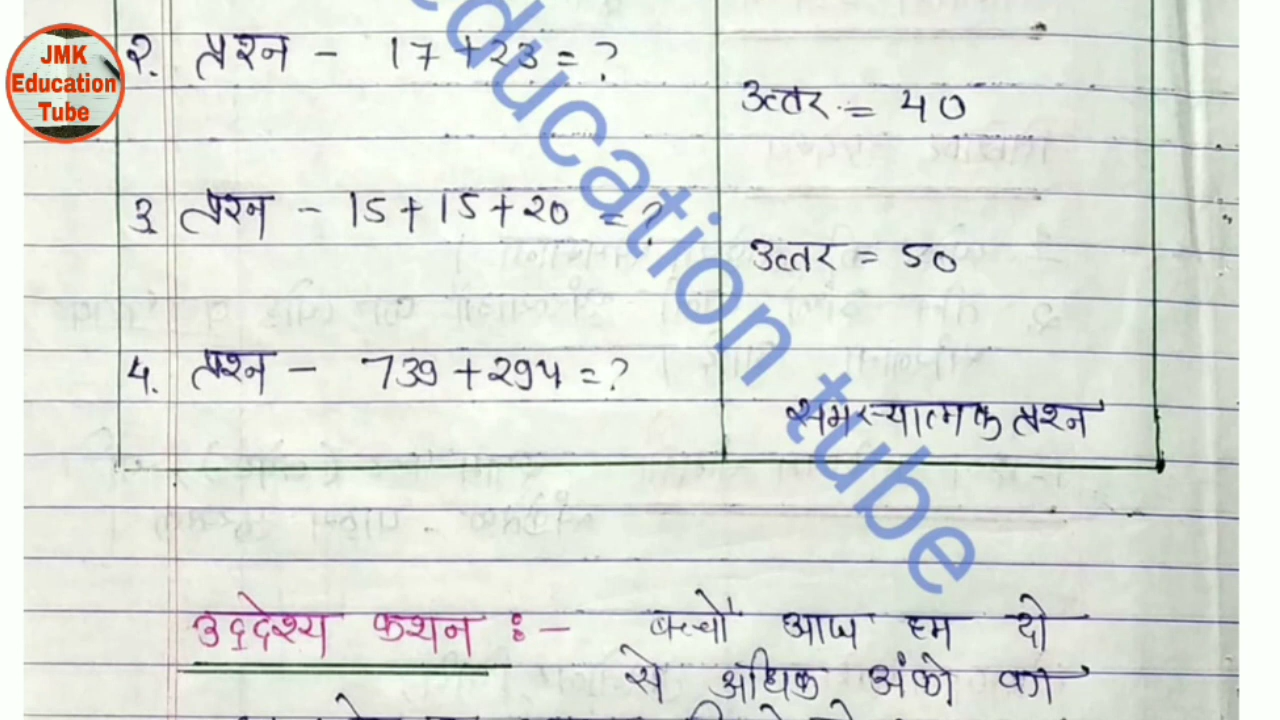 JMK
Education
Tube
२. प्रश्न - 17 + 23 = ?
उत्तर = 40
3. प्रश्न - 15 + 15 + 20 = ?
उत्तर = 50
4. प्रश्न - 739 + 294 = ?
समस्यात्मक प्रश्न
education tube
उद्देश्य कथन :- बच्चों आज हम दो
से अधिक अंको का